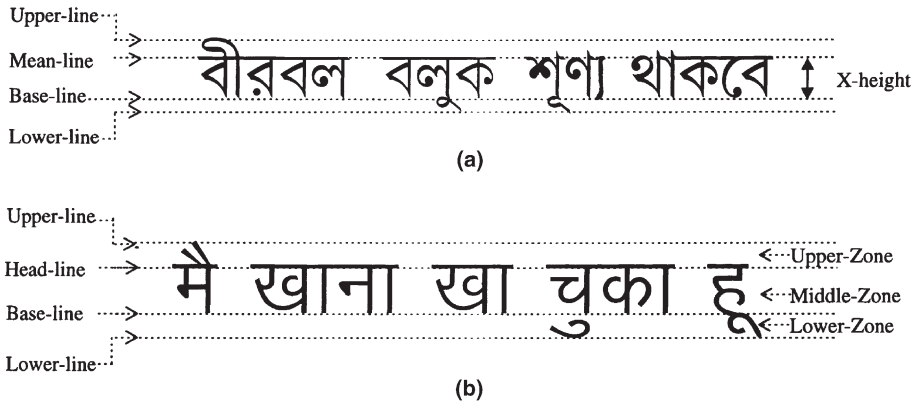 Upper-line
Mean-line
বীরবল বলুক শূণ্য থাকবে
X-height
Base-line
Lower-line
(a)
Upper-line
Upper-Zone
Head-line
मै खाना खा चुका हू
Middle-Zone
Base-line
Lower-Zone
Lower-line
(b)